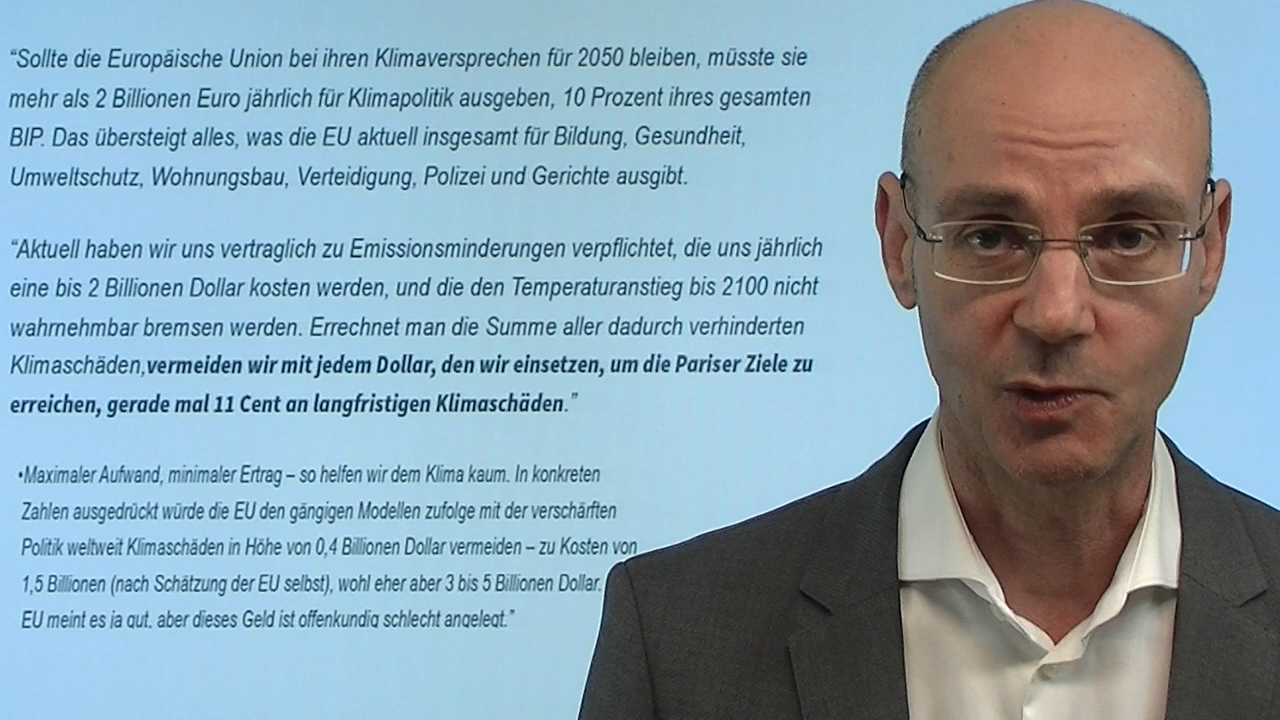 “Sollte die Europäische Union bei ihren Klimaversprechen für 2050 bleiben, müsste sie
mehr als 2 Billionen Euro jährlich für Klimapolitik ausgeben, 10 Prozent ihres gesamten
BIP. Das übersteigt alles, was die EU aktuell insgesamt für Bildung, Gesundheit,
Umweltschutz, Wohnungsbau, Verteidigung, Polizei und Gerichte ausgibt.
“Aktuell haben wir uns vertraglich zu Emissionsminderungen verpflichtet, die uns jährlich
eine bis 2 Billionen Dollar kosten werden, und die den Temperaturanstieg bis 2100 nicht
wahrnehmbar bremsen werden. Errechnet man die Summe aller dadurch verhinderten
Klimaschäden,vermeiden wir mit jedem Dollar, den wir einsetzen, um die Pariser Ziele zu
erreichen, gerade mal 11 Cent an langfristigen Klimaschäden.”
•Maximaler Aufwand, minimaler Ertrag – so helfen wir dem Klima kaum. In konkreten
Zahlen ausgedrückt würde die EU den gängigen Modellen zufolge mit der verschärften
Politik weltweit Klimaschäden in Höhe von 0,4 Billionen Dollar vermeiden – zu Kosten von
1,5 Billionen (nach Schätzung der EU selbst), wohl eher aber 3 bis 5 Billionen Dollar.
EU meint es ja gut, aber dieses Geld ist offenkundig schlecht angelegt.”